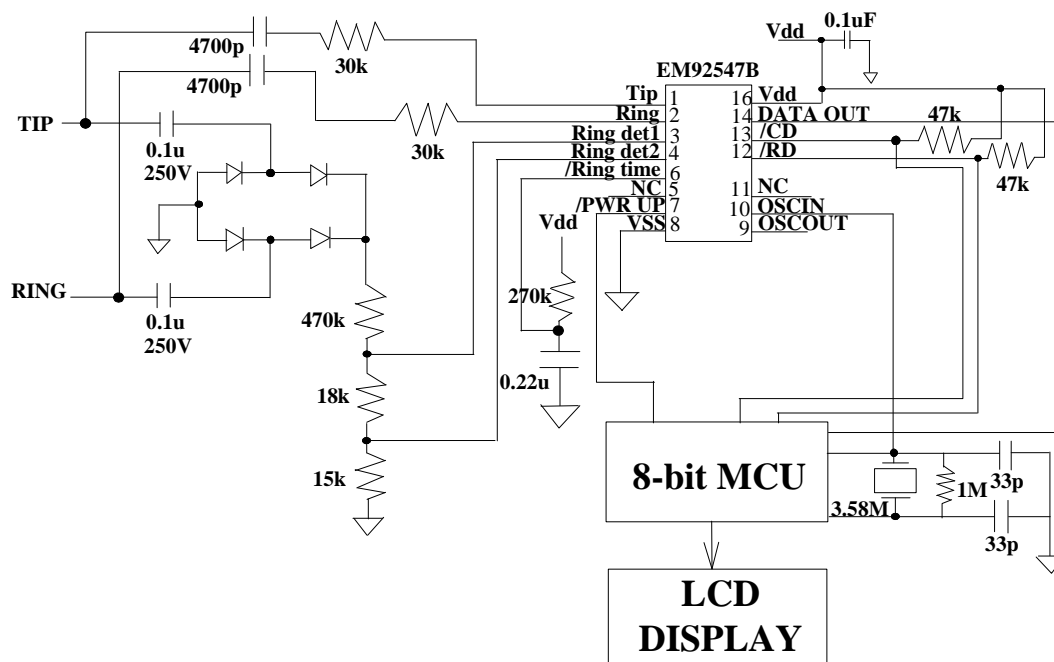 0.1uF
Vdd
4700p
30k
EM92547B
4700p
Tip 1 16 Vdd
Ring 2 14 DATA OUT
TIP
Ring det1 3 13 /CD
47k
0.1u
250V
30k
Ring det2 4 12 /RD
/Ring time 6
47k
NC 5 11 NC
/PWR UP 7 10 OSCIN
VSS 8 9 OSCOUT
Vdd
RING
270k
0.1u
250V
470k
0.22u
18k
8-bit MCU
15k
3.58M
1M
33p
33p
LCD
DISPLAY